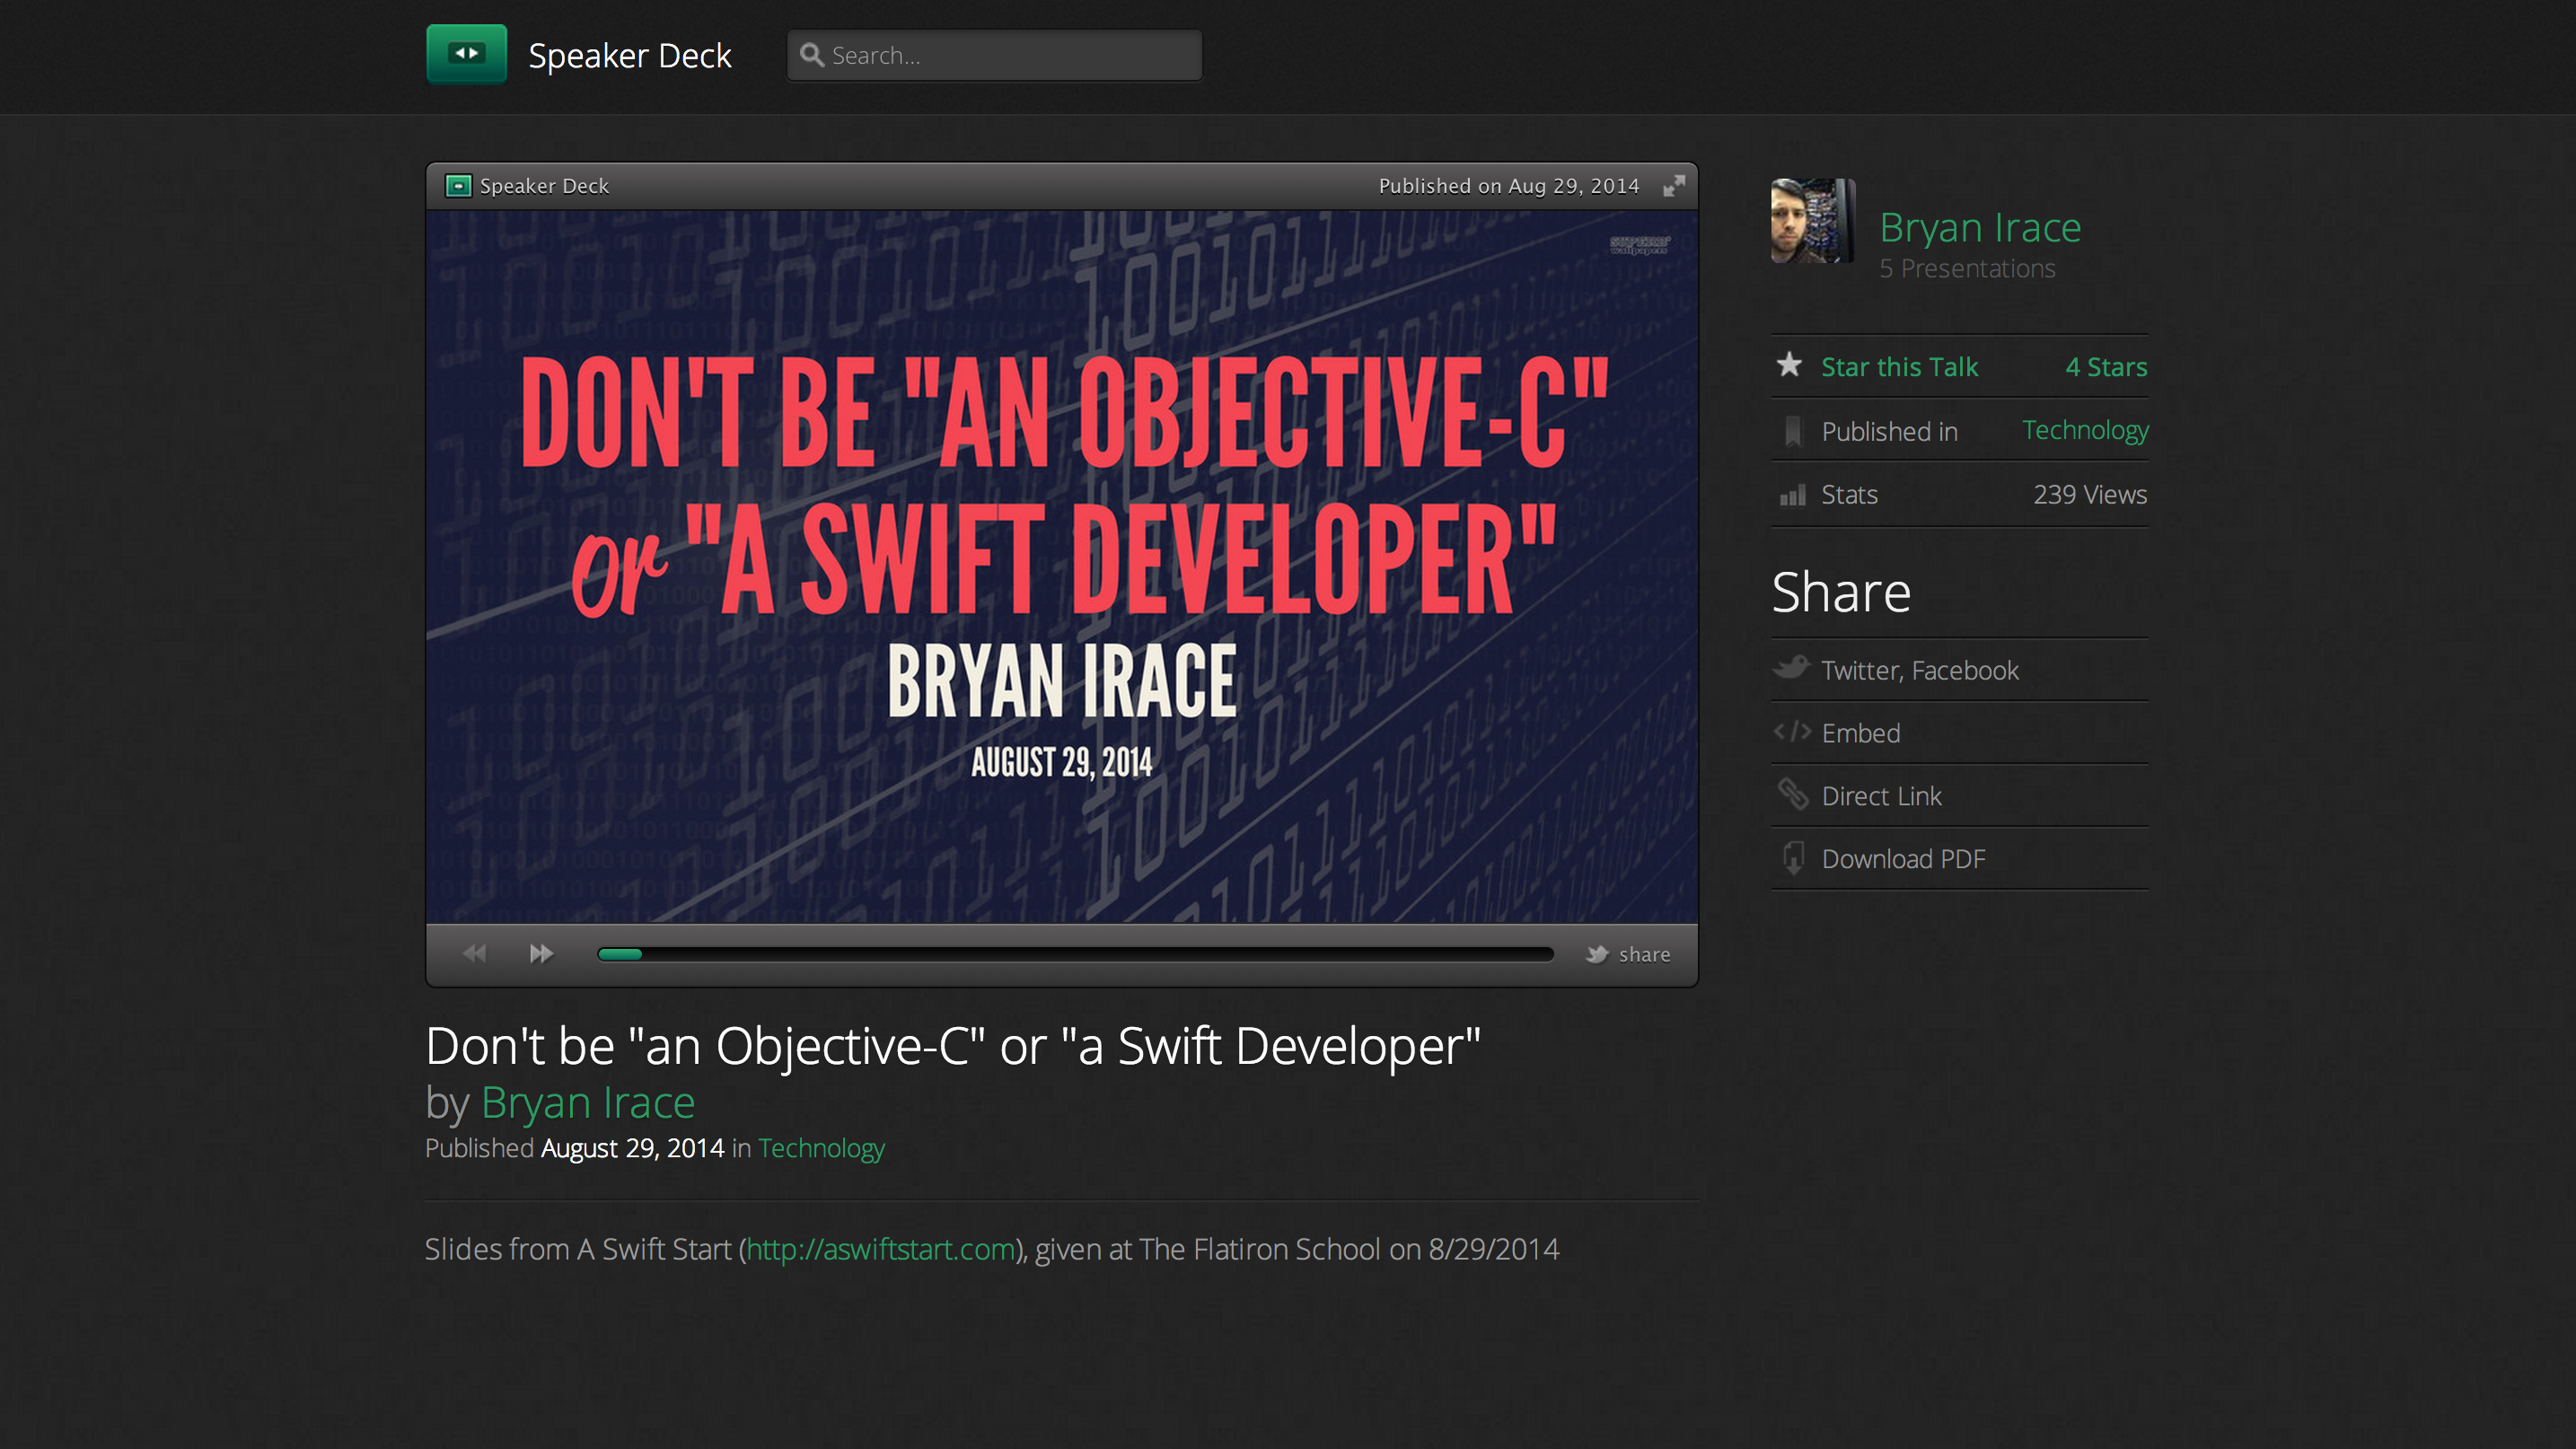 Speaker Deck
Search...
Speaker Deck
Published on Aug 29, 2014
DON'T BE "AN OBJECTIVE-C"
or "A SWIFT DEVELOPER"
BRYAN IRACE
AUGUST 29, 2014
share
Don't be "an Objective-C" or "a Swift Developer"
by Bryan Irace
Published August 29, 2014 in Technology
Slides from A Swift Start (http://aswiftstart.com), given at The Flatiron School on 8/29/2014
Bryan Irace
5 Presentations
Star this Talk 4 Stars
Published in Technology
Stats 239 Views
Share
Twitter, Facebook
Embed
Direct Link
Download PDF